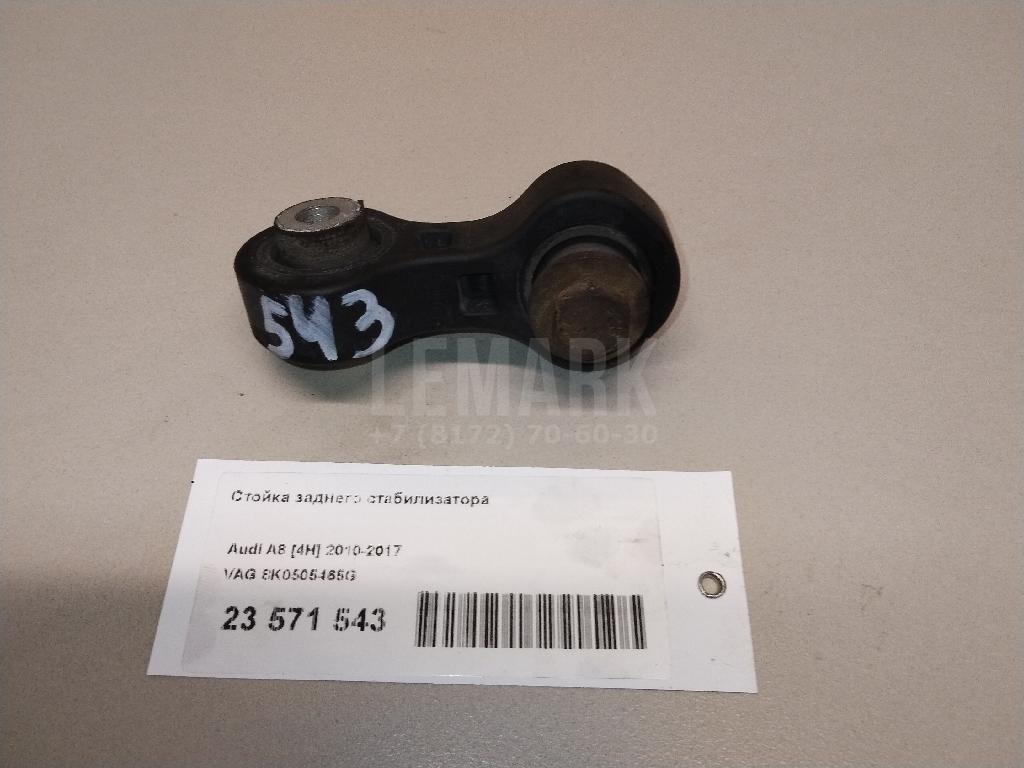 543
LEMARK
+7 (8172) 70-60-30
Стойка заднего стабилизатора
Audi A8 [4H] 2010-2017
VAG 8K0505465G
23 571 543